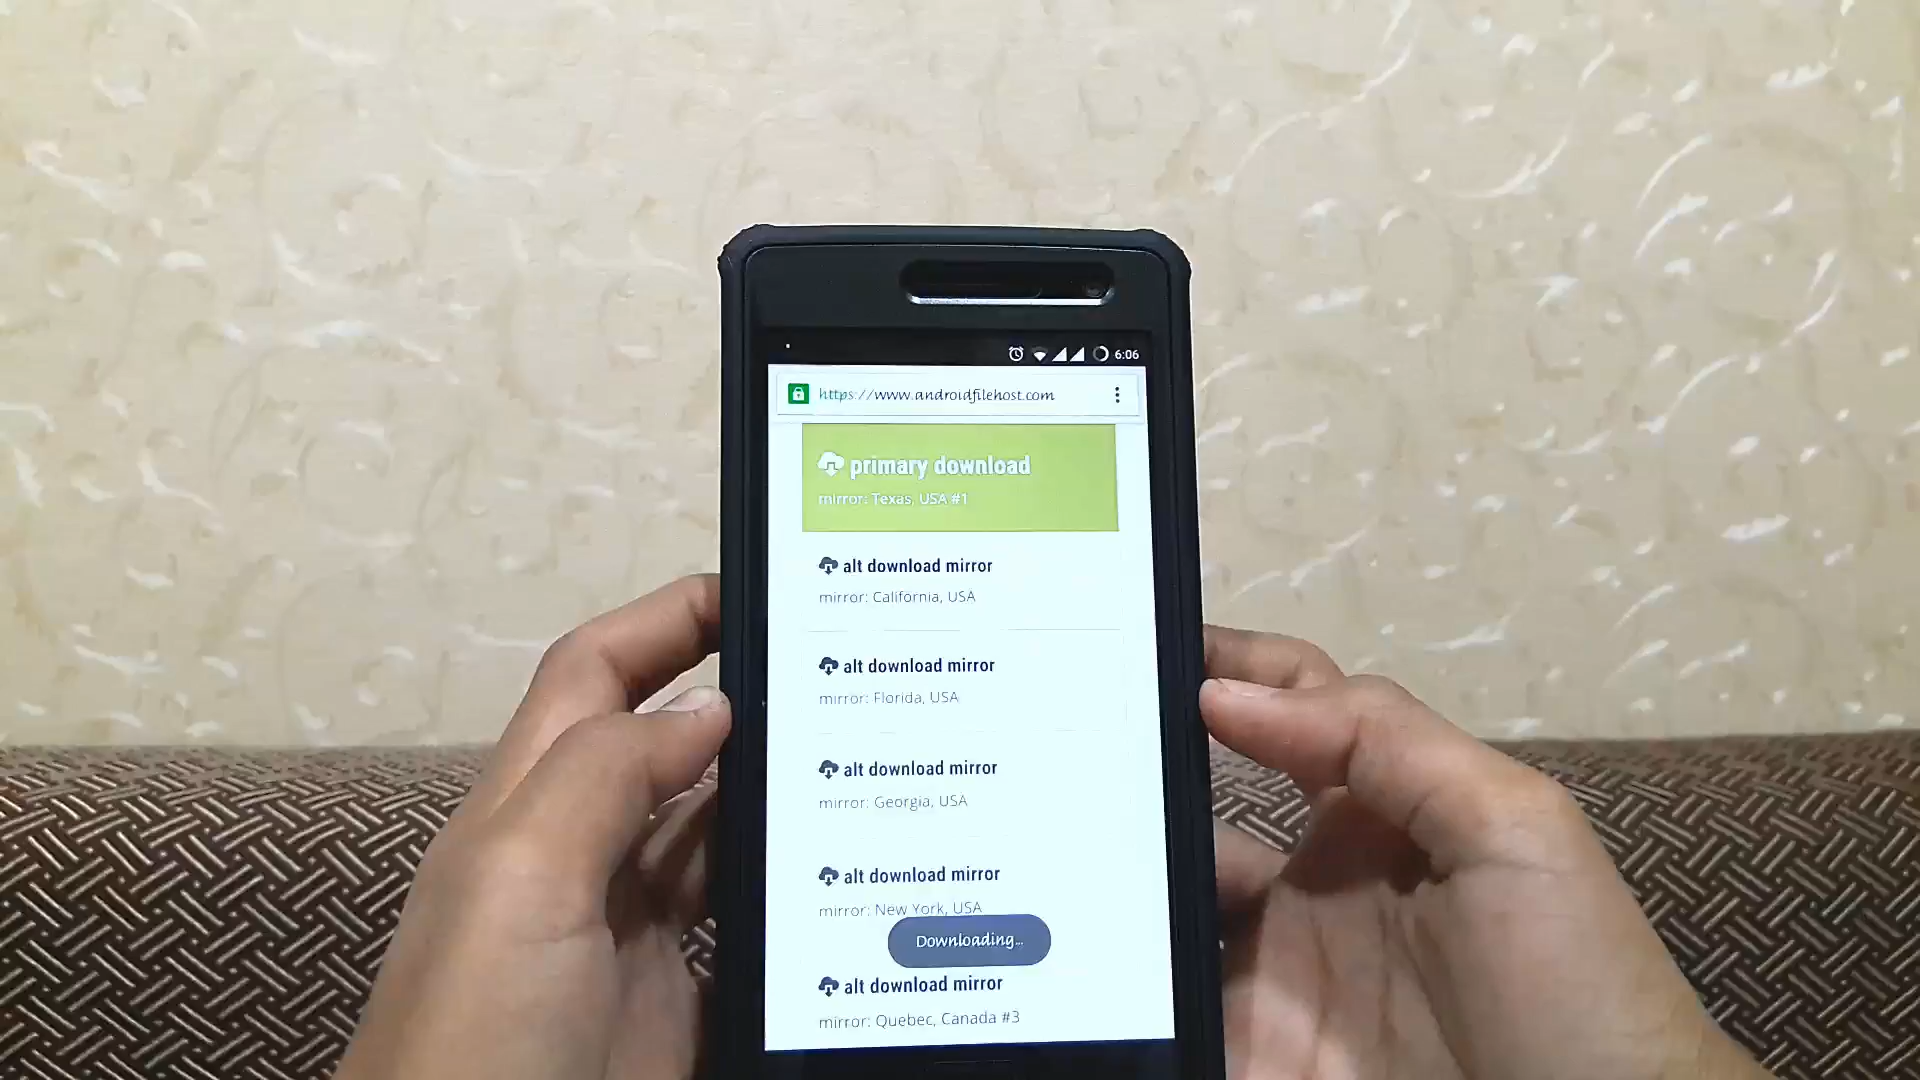 6:06
https://www.androidfilehost.com
primary download
mirror: Texas, USA #1
alt download mirror
mirror: California, USA
alt download mirror
mirror: Florida, USA
alt download mirror
mirror: Georgia, USA
alt download mirror
mirror: New York, USA
Downloading...
alt download mirror
mirror: Quebec, Canada #3